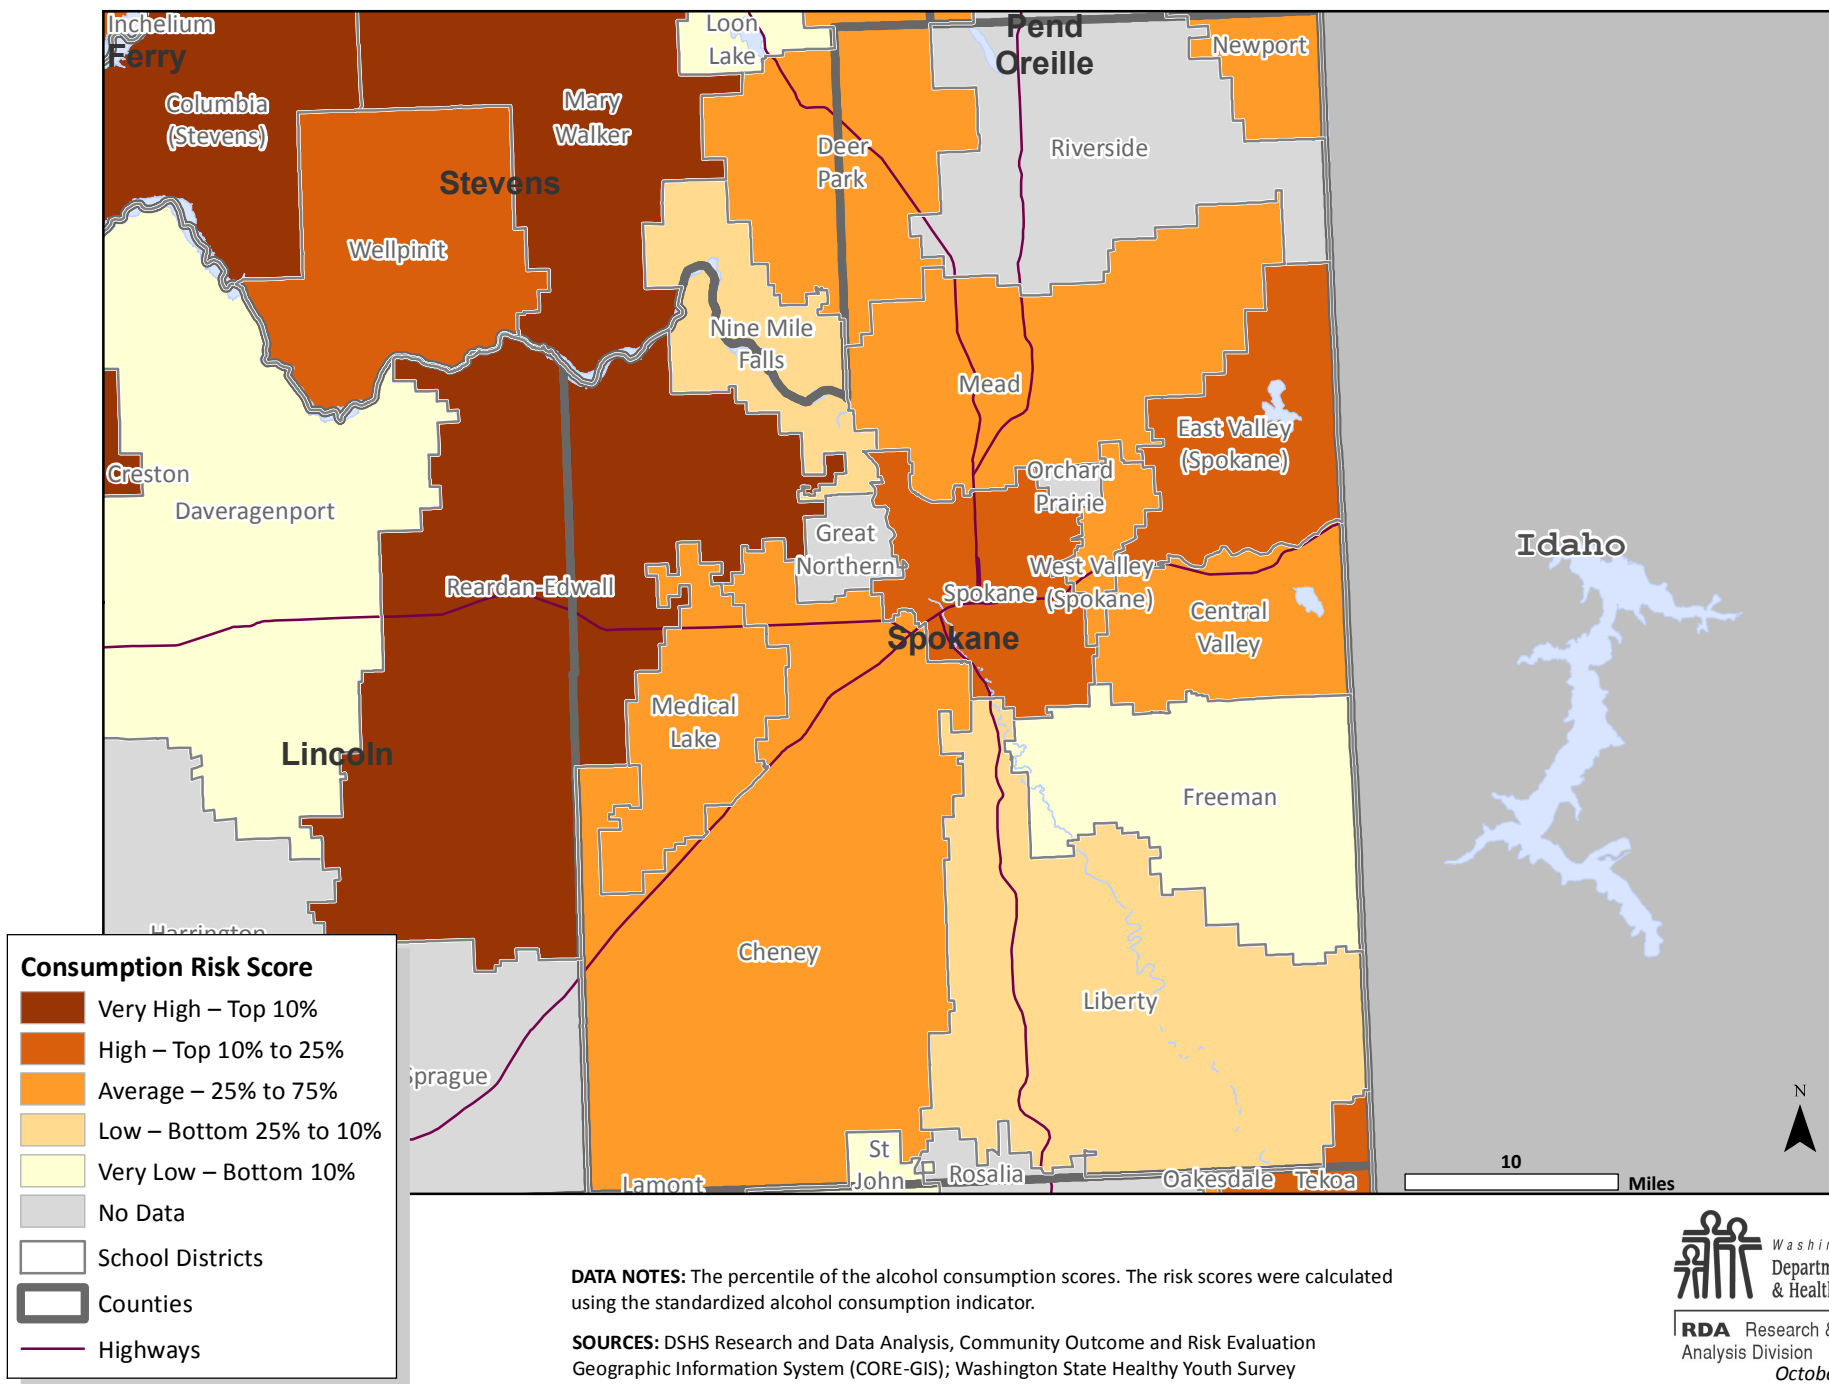 Inchelium
Ferry
Loon
Lake
Pend
Oreille
Newport
Columbia
(Stevens)
Mary
Walker
Deer
Park
Riverside
Stevens
Wellpinit
Nine Mile
Falls
Mead
East Valley
(Spokane)
Creston
Daveragenport
Orchard
Prairie
Great
Northern
Idaho
Reardan-Edwall
West Valley
(Spokane)
Spokane
Spokane
Central
Valley
Medical
Lake
Lincoln
Freeman
Harrington
Cheney
Liberty
Sprague
St
John
Rosalia
Lamont
Oakesdale
Tekoa
N
10
Miles
Consumption Risk Score
Very High – Top 10%
High – Top 10% to 25%
Average – 25% to 75%
Low – Bottom 25% to 10%
Very Low – Bottom 10%
No Data
School Districts
Counties
Highways
DATA NOTES: The percentile of the alcohol consumption scores. The risk scores were calculated
using the standardized alcohol consumption indicator.
SOURCES: DSHS Research and Data Analysis, Community Outcome and Risk Evaluation
Geographic Information System (CORE-GIS); Washington State Healthy Youth Survey
Washin
Departm
& Healt
RDA Research &
Analysis Division
Octobe